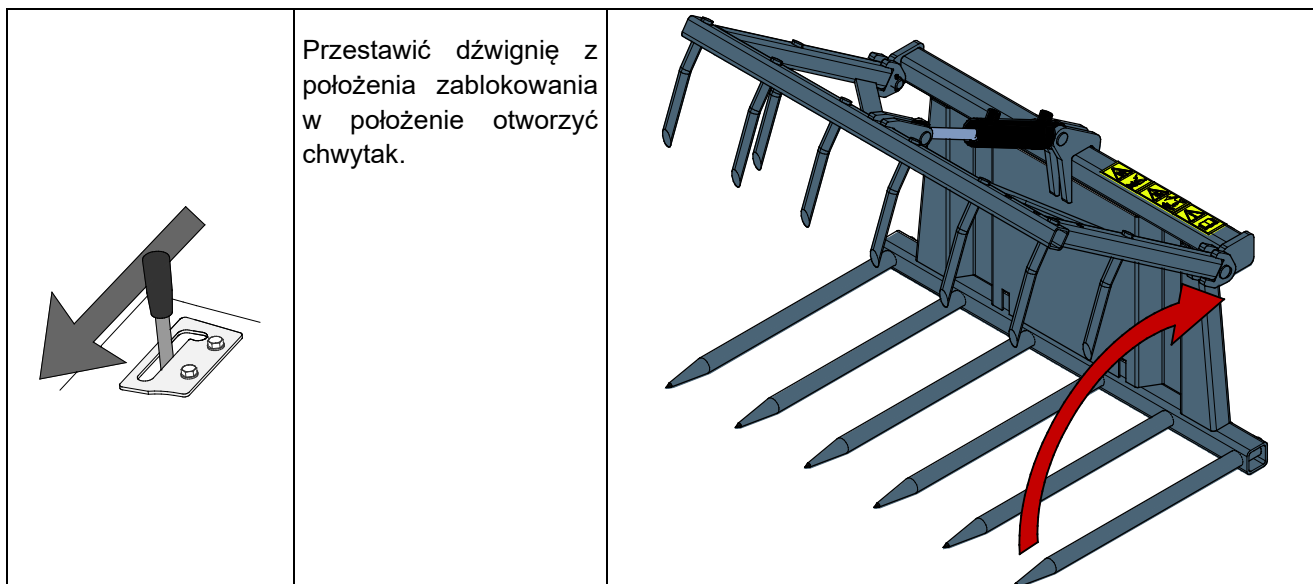 Przestawić dźwignię z
położenia zablokowania
w położenie otworzyć
chwytak.